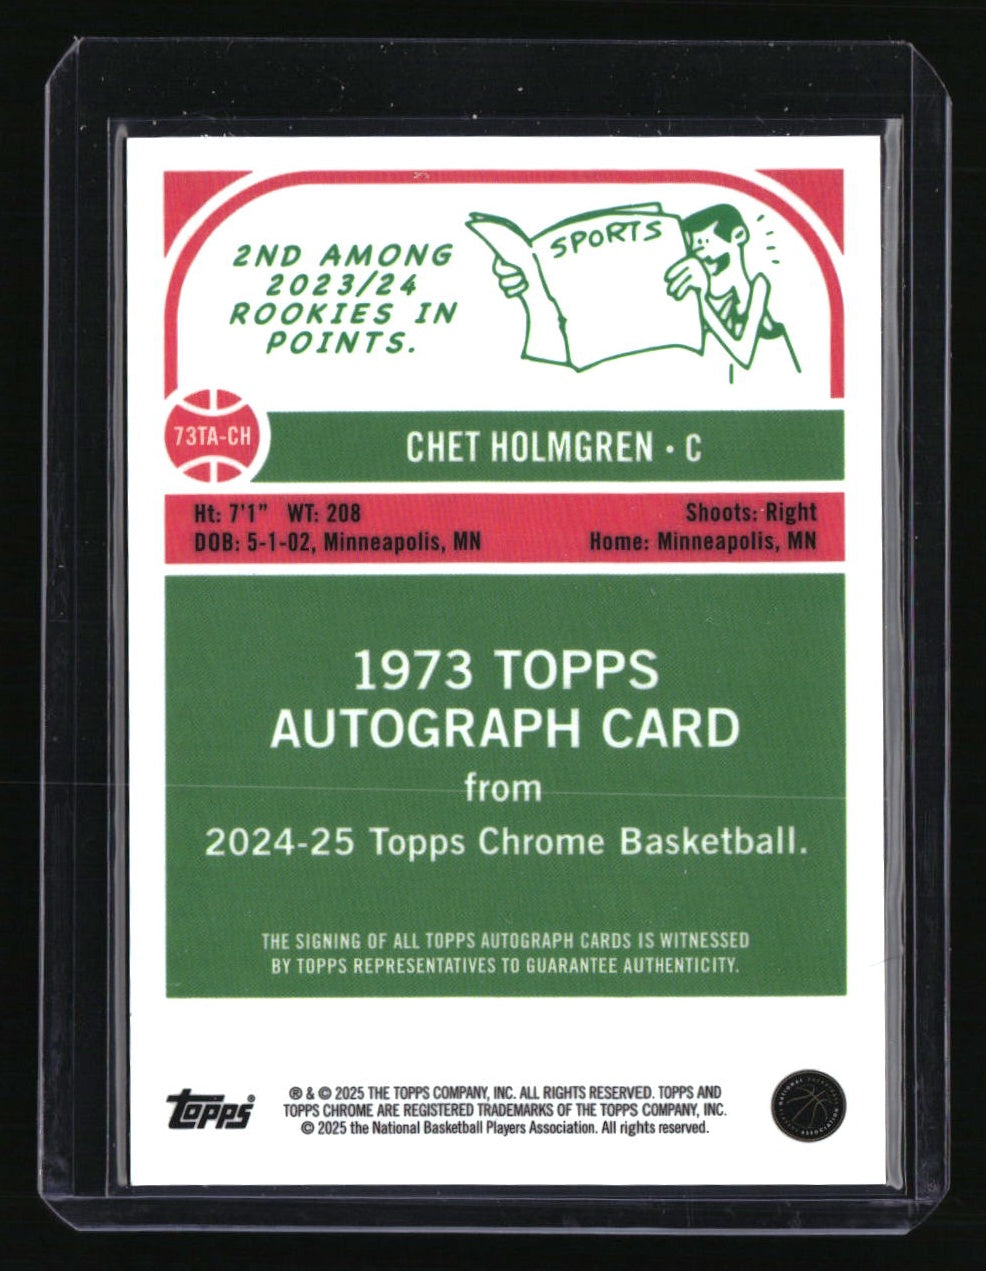 2ND AMONG
2023/24
ROOKIES IN
POINTS.
SPORTS
73TA-CH
CHET HOLMGREN • C
Ht: 7'1" WT: 208
Shoots: Right
DOB: 5-1-02, Minneapolis, MN
Home: Minneapolis, MN
1973 TOPPS
AUTOGRAPH CARD
from
2024-25 Topps Chrome Basketball.
THE SIGNING OF ALL TOPPS AUTOGRAPH CARDS IS WITNESSED
BY TOPPS REPRESENTATIVES TO GUARANTEE AUTHENTICITY.
topps
® & © 2025 THE TOPPS COMPANY, INC. ALL RIGHTS RESERVED. TOPPS AND
TOPPS CHROME ARE REGISTERED TRADEMARKS OF THE TOPPS COMPANY, INC.
© 2025 the National Basketball Players Association. All rights reserved.